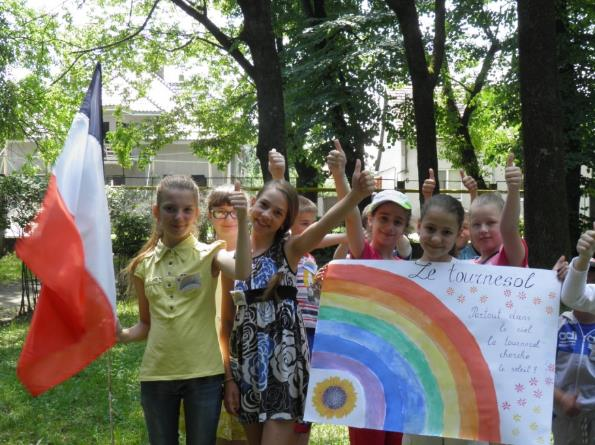 Le tournesol
Partout dans
le ciel
le tournesol
cherche
le soleil!